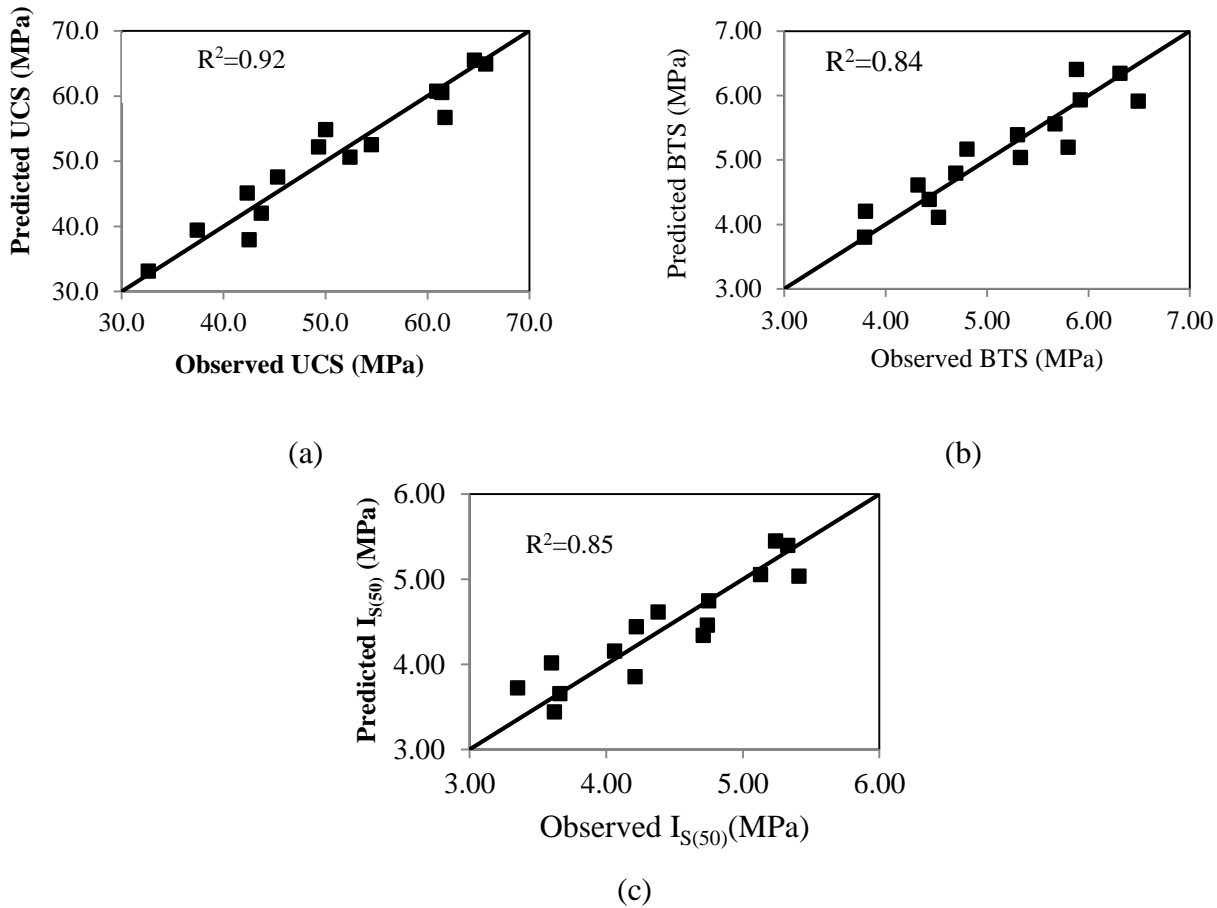 Predicted UCS (MPa)
70.0
60.0
50.0
40.0
30.0
R²=0.92
30.0 40.0 50.0 60.0 70.0
Observed UCS (MPa)
(a)
Predicted BTS (MPa)
7.00
6.00
5.00
4.00
3.00
R²=0.84
3.00 4.00 5.00 6.00 7.00
Observed BTS (MPa)
(b)
Predicted I_S(50) (MPa)
6.00
5.00
4.00
3.00
R²=0.85
3.00 4.00 5.00 6.00
Observed I_S(50)(MPa)
(c)